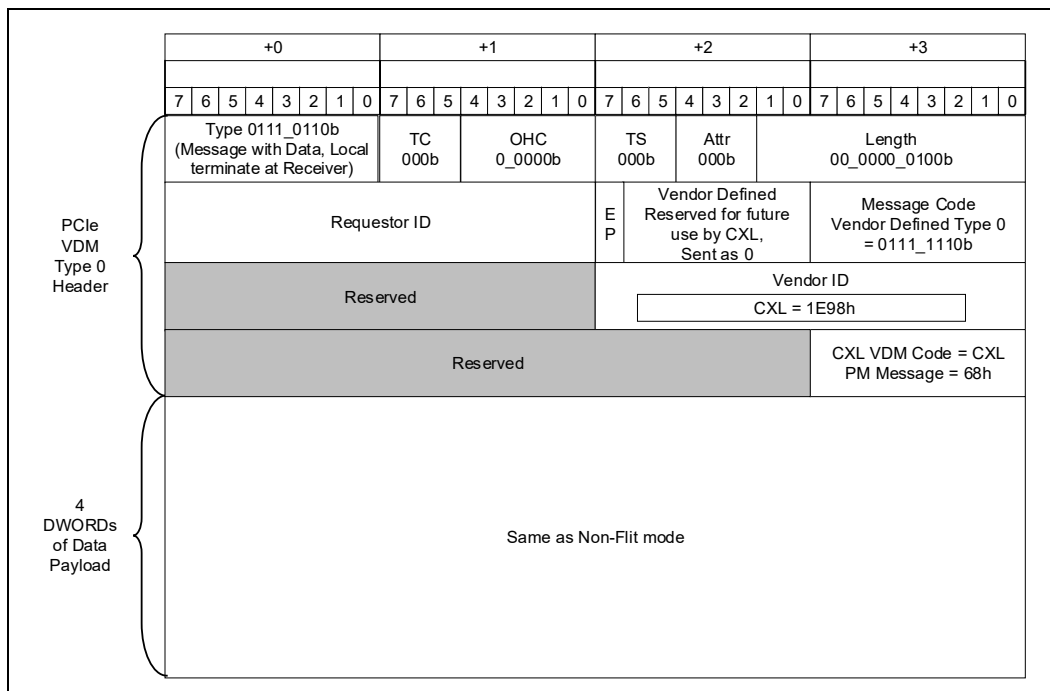 +0 +1 +2 +3
7 6 5 4 3 2 1 0 7 6 5 4 3 2 1 0 7 6 5 4 3 2 1 0 7 6 5 4 3 2 1 0
PCIe
VDM
Type 0
Header
Type 0111_0110b
(Message with Data, Local
terminate at Receiver)
TC
000b
OHC
0_0000b
TS
000b
Attr
000b
Length
00_0000_0100b
Requestor ID
E
P
Vendor Defined
Reserved for future
use by CXL,
Sent as 0
Message Code
Vendor Defined Type 0
= 0111_1110b
Reserved
Vendor ID
CXL = 1E98h
Reserved
CXL VDM Code = CXL
PM Message = 68h
4
DWORDs
of Data
Payload
Same as Non-Flit mode